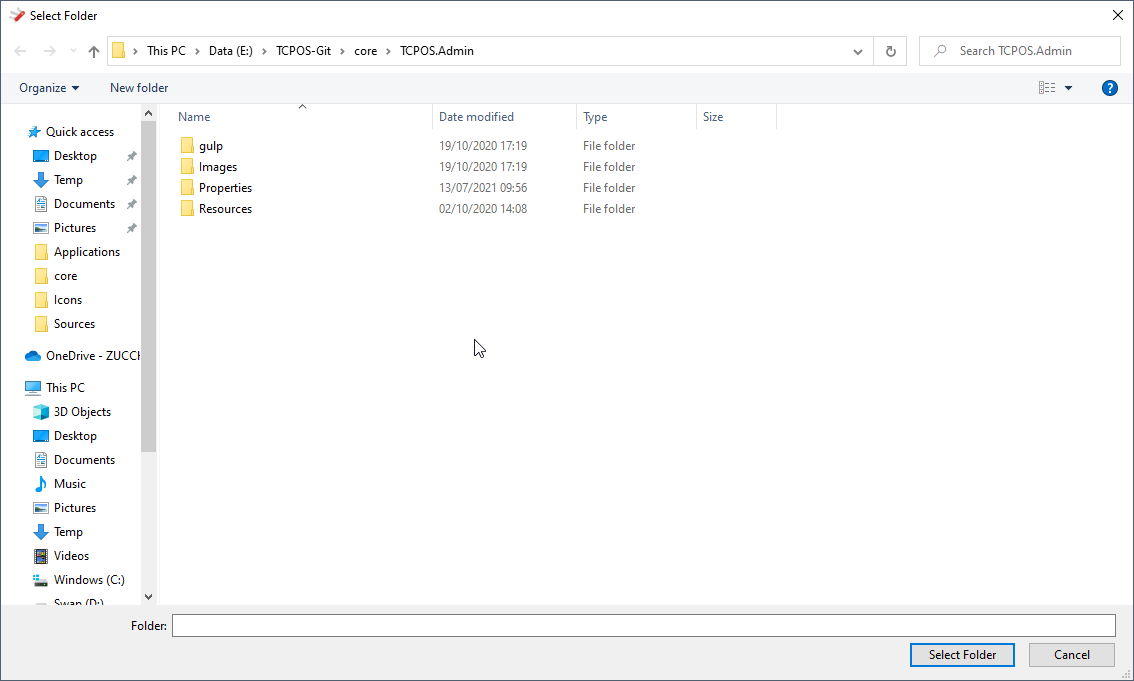 Select Folder
This PC > Data (E:) > TCPOS-Git > core > TCPOS.Admin
Search TCPOS.Admin
Organize
New folder
?
Name Date modified Type Size
gulp 19/10/2020 17:19 File folder
Images 19/10/2020 17:19 File folder
Properties 13/07/2021 09:56 File folder
Resources 02/10/2020 14:08 File folder
Quick access
Desktop
Temp
Documents
Pictures
Applications
core
Icons
Sources
OneDrive - ZUCCH
This PC
3D Objects
Desktop
Documents
Music
Pictures
Temp
Videos
Windows (C:)
Swap (D:)
Folder:
Select Folder
Cancel